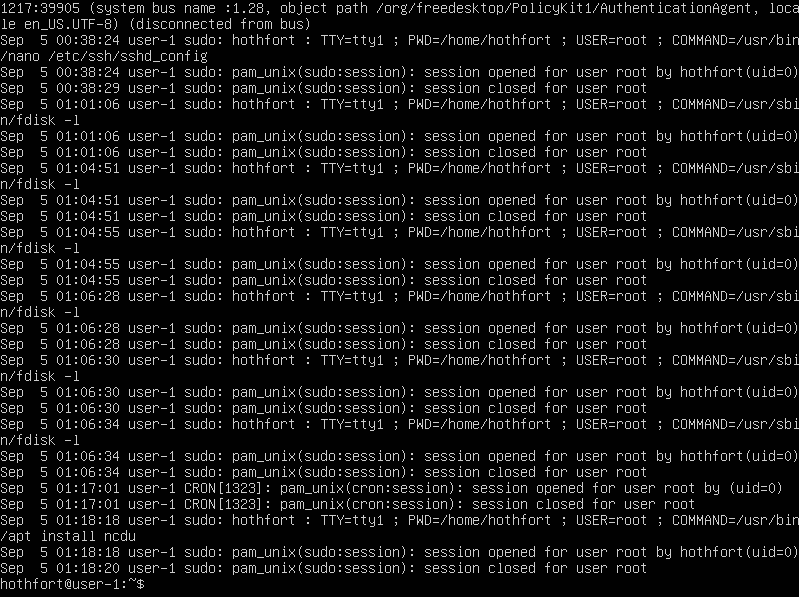 1217:39905 (system bus name :1.28, object path /org/freedesktop/PolicyKit1/AuthenticationAgent, loca
le en_US.UTF-8) (disconnected from bus)
Sep  5 00:38:24 user-1 sudo: hothfort : TTY=tty1 ; PWD=/home/hothfort ; USER=root ; COMMAND=/usr/bin
/nano /etc/ssh/sshd_config
Sep  5 00:38:24 user-1 sudo: pam_unix(sudo:session): session opened for user root by hothfort(uid=0)
Sep  5 00:38:29 user-1 sudo: pam_unix(sudo:session): session closed for user root
Sep  5 01:01:06 user-1 sudo: hothfort : TTY=tty1 ; PWD=/home/hothfort ; USER=root ; COMMAND=/usr/sbi
n/fdisk -l
Sep  5 01:01:06 user-1 sudo: pam_unix(sudo:session): session opened for user root by hothfort(uid=0)
Sep  5 01:01:06 user-1 sudo: pam_unix(sudo:session): session closed for user root
Sep  5 01:04:51 user-1 sudo: hothfort : TTY=tty1 ; PWD=/home/hothfort ; USER=root ; COMMAND=/usr/sbi
n/fdisk -l
Sep  5 01:04:51 user-1 sudo: pam_unix(sudo:session): session opened for user root by hothfort(uid=0)
Sep  5 01:04:51 user-1 sudo: pam_unix(sudo:session): session closed for user root
Sep  5 01:04:55 user-1 sudo: hothfort : TTY=tty1 ; PWD=/home/hothfort ; USER=root ; COMMAND=/usr/sbi
n/fdisk -l
Sep  5 01:04:55 user-1 sudo: pam_unix(sudo:session): session opened for user root by hothfort(uid=0)
Sep  5 01:04:55 user-1 sudo: pam_unix(sudo:session): session closed for user root
Sep  5 01:06:28 user-1 sudo: hothfort : TTY=tty1 ; PWD=/home/hothfort ; USER=root ; COMMAND=/usr/sbi
n/fdisk -l
Sep  5 01:06:28 user-1 sudo: pam_unix(sudo:session): session opened for user root by hothfort(uid=0)
Sep  5 01:06:28 user-1 sudo: pam_unix(sudo:session): session closed for user root
Sep  5 01:06:30 user-1 sudo: hothfort : TTY=tty1 ; PWD=/home/hothfort ; USER=root ; COMMAND=/usr/sbi
n/fdisk -l
Sep  5 01:06:30 user-1 sudo: pam_unix(sudo:session): session opened for user root by hothfort(uid=0)
Sep  5 01:06:30 user-1 sudo: pam_unix(sudo:session): session closed for user root
Sep  5 01:06:34 user-1 sudo: hothfort : TTY=tty1 ; PWD=/home/hothfort ; USER=root ; COMMAND=/usr/sbi
n/fdisk -l
Sep  5 01:06:34 user-1 sudo: pam_unix(sudo:session): session opened for user root by hothfort(uid=0)
Sep  5 01:06:34 user-1 sudo: pam_unix(sudo:session): session closed for user root
Sep  5 01:17:01 user-1 CRON[1323]: pam_unix(cron:session): session opened for user root by (uid=0)
Sep  5 01:17:01 user-1 CRON[1323]: pam_unix(cron:session): session closed for user root
Sep  5 01:18:18 user-1 sudo: hothfort : TTY=tty1 ; PWD=/home/hothfort ; USER=root ; COMMAND=/usr/bin
/apt install ncdu
Sep  5 01:18:18 user-1 sudo: pam_unix(sudo:session): session opened for user root by hothfort(uid=0)
Sep  5 01:18:20 user-1 sudo: pam_unix(sudo:session): session closed for user root
hothfort@user-1:~$